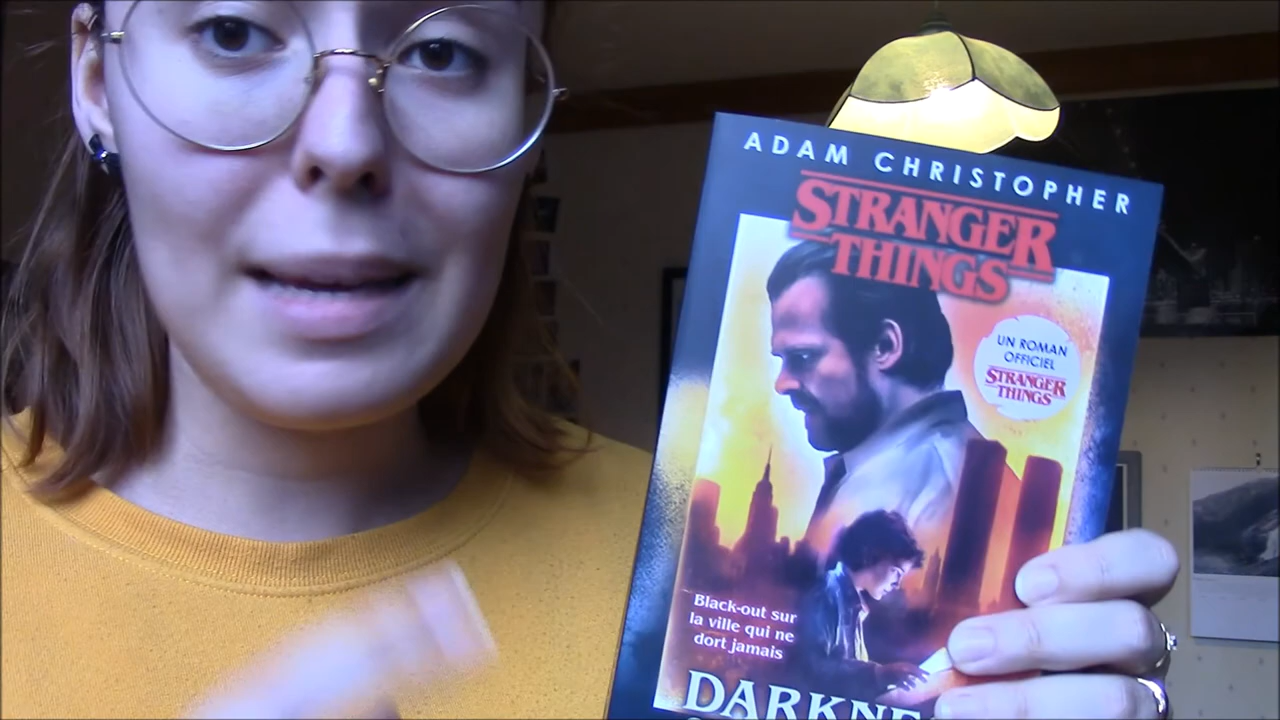 ADAM CHRISTOPHER
STRANGER
THINGS
UN ROMAN
OFFICIEL
STRANGER
THINGS
Black-out sur
la ville qui ne
dort jamais